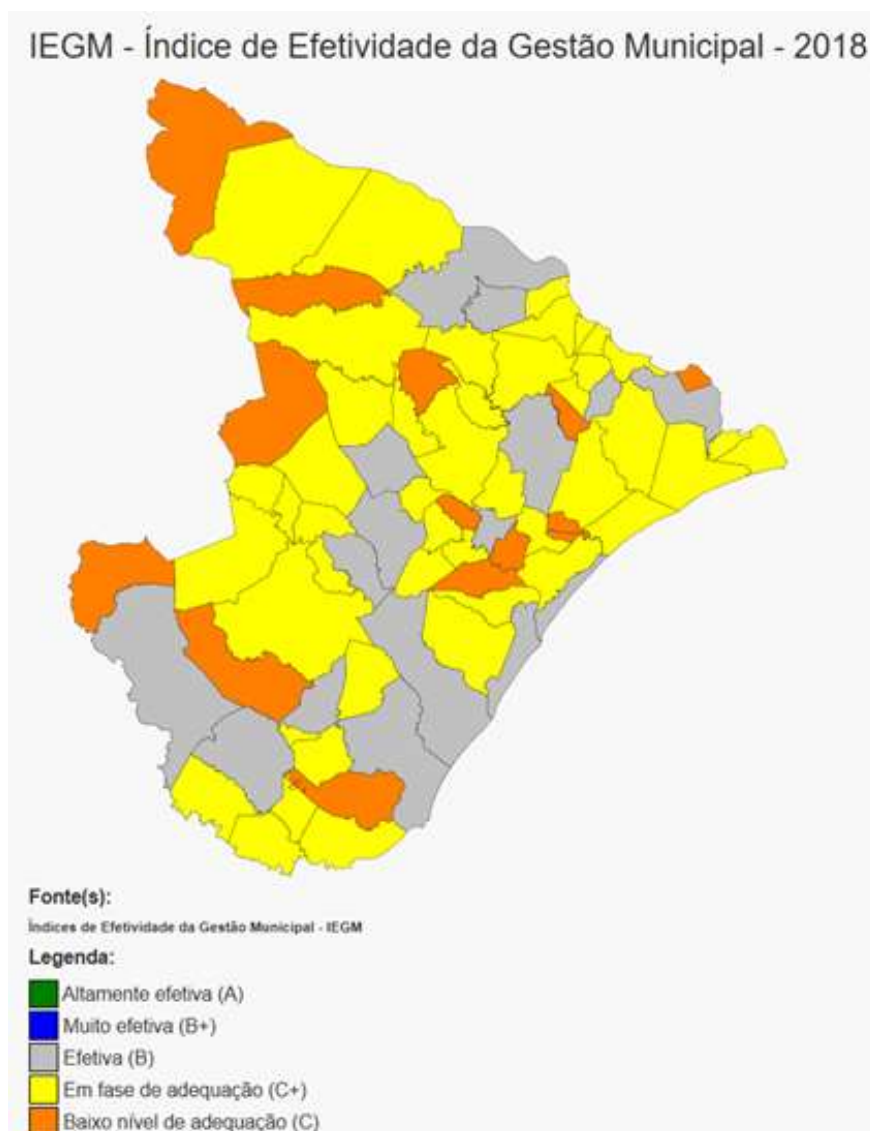 IEGM - Índice de Efetividade da Gestão Municipal - 2018
Fonte(s):
Índices de Efetividade da Gestão Municipal - IEGM
Legenda:
Altamente efetiva (A)
Muito efetiva (B+)
Efetiva (B)
Em fase de adequação (C+)
Baixo nível de adequação (C)